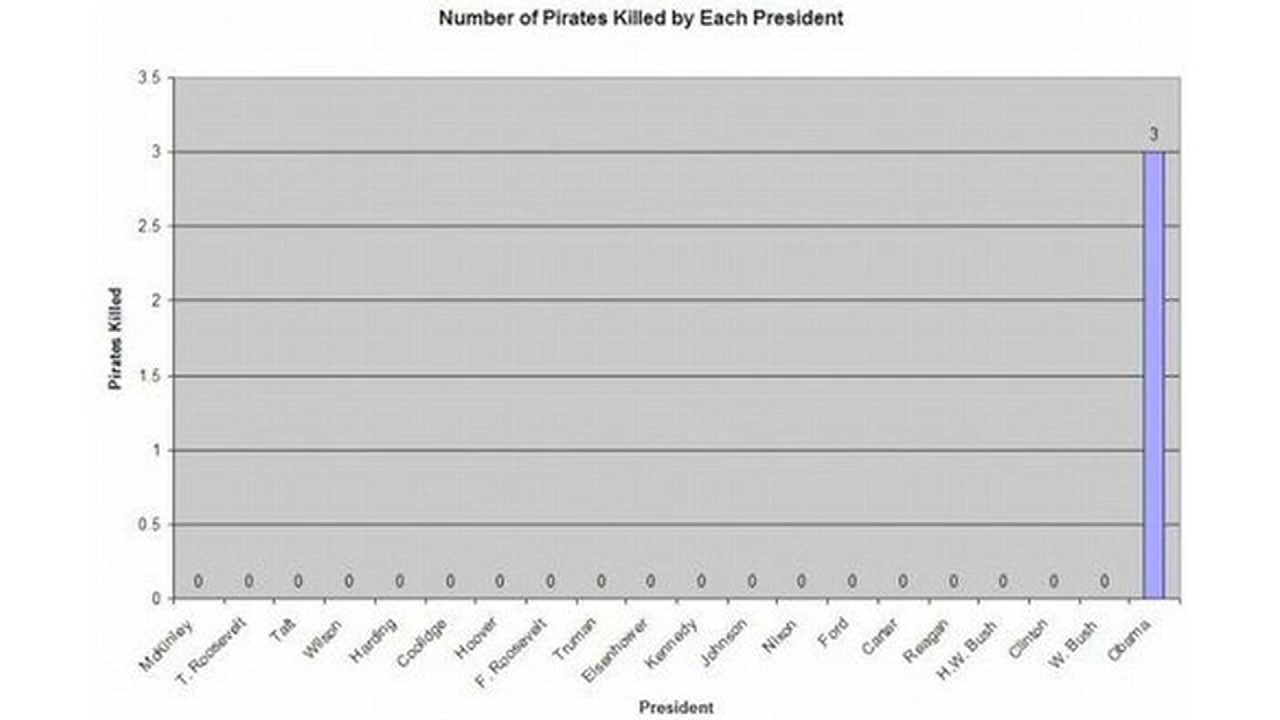 Number of Pirates Killed by Each President
3.5
3
2.5
2
1.5
1
0.5
0
Pirates Killed
0 0 0 0 0 0 0 0 0 0 0 0 0 0 0 0 0 0 0 3
McKinley
T. Roosevelt
Taft
Wilson
Harding
Coolidge
Hoover
F. Roosevelt
Truman
Eisenhower
Kennedy
Johnson
Nixon
Ford
Carter
Reagan
H.W. Bush
Clinton
W. Bush
Obama
President